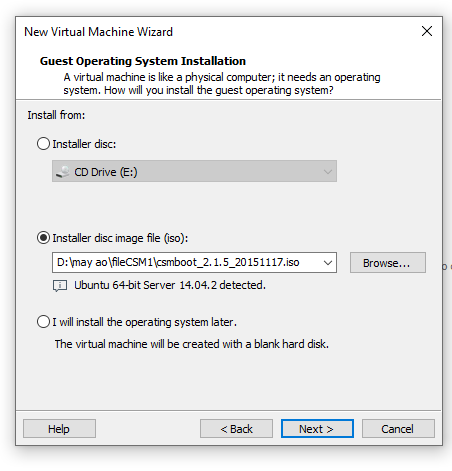 New Virtual Machine Wizard
Guest Operating System Installation
A virtual machine is like a physical computer; it needs an operating
system. How will you install the guest operating system?
Install from:
Installer disc:
CD Drive (E:)
Installer disc image file (iso):
D:\may ao\fileCSM1\csmboot_2.1.5_20151117.iso
Browse...
Ubuntu 64-bit Server 14.04.2 detected.
I will install the operating system later.
The virtual machine will be created with a blank hard disk.
Help
< Back
Next >
Cancel